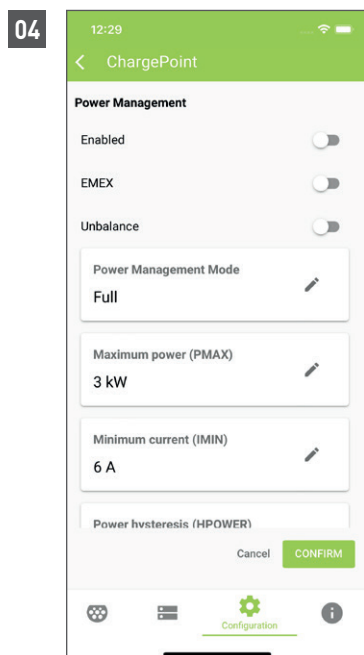 04
12:29
ChargePoint
Power Management
Enabled
EMEX
Unbalance
Power Management Mode
Full
Maximum power (PMAX)
3 kW
Minimum current (IMIN)
6 A
Power hysteresis (HPOWER)
Cancel CONFIRM
Configuration